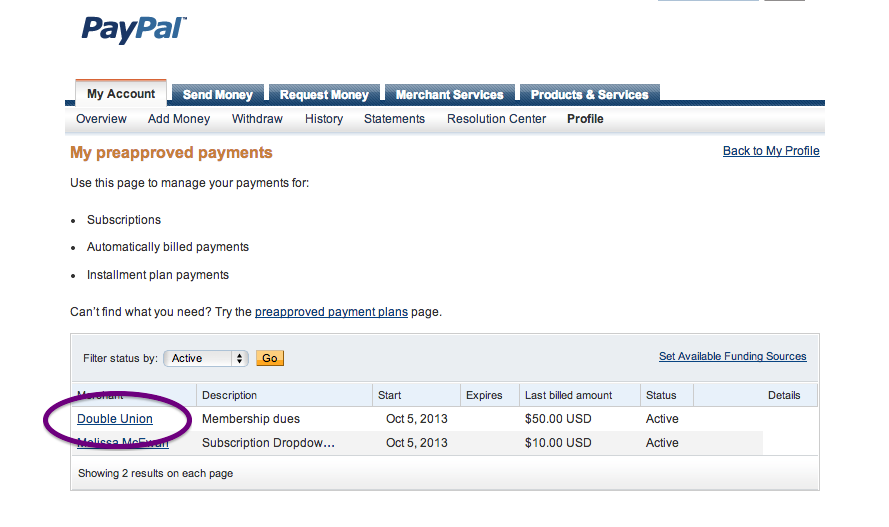 PayPal™
My Account Send Money Request Money Merchant Services Products & Services
Overview Add Money Withdraw History Statements Resolution Center Profile
My preapproved payments Back to My Profile
Use this page to manage your payments for:
• Subscriptions
• Automatically billed payments
• Installment plan payments
Can't find what you need? Try the preapproved payment plans page.
Filter status by: Active Go Set Available Funding Sources
Merchant Description Start Expires Last billed amount Status Details
Double Union Membership dues Oct 5, 2013 $50.00 USD Active
Melissa McEwan Subscription Dropdow... Oct 5, 2013 $10.00 USD Active
Showing 2 results on each page